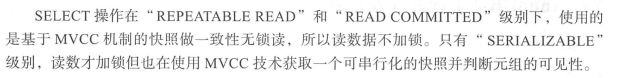 SELECT 操作在“REPEATABLE READ”和“READ COMMITTED”级别下，使用的
是基于 MVCC 机制的快照做一致性无锁读，所以读数据不加锁。只有“SERIALIZABLE”
级别，读数才加锁但也在使用 MVCC 技术获取一个可串行化的快照并判断元组的可见性。